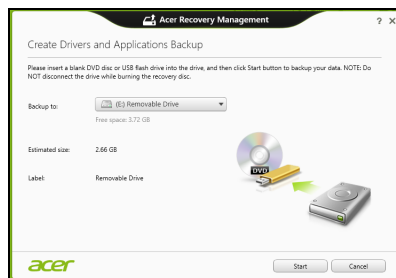 Acer Recovery Management
? X
Create Drivers and Applications Backup
Please insert a blank DVD disc or USB flash drive into the drive, and then click Start button to backup your data. NOTE: Do
NOT disconnect the drive while burning the recovery disc.
Backup to: (E:) Removable Drive
Free space: 3.72 GB
Estimated size: 2.66 GB
DVD
Label: Removable Drive
acer Start Cancel